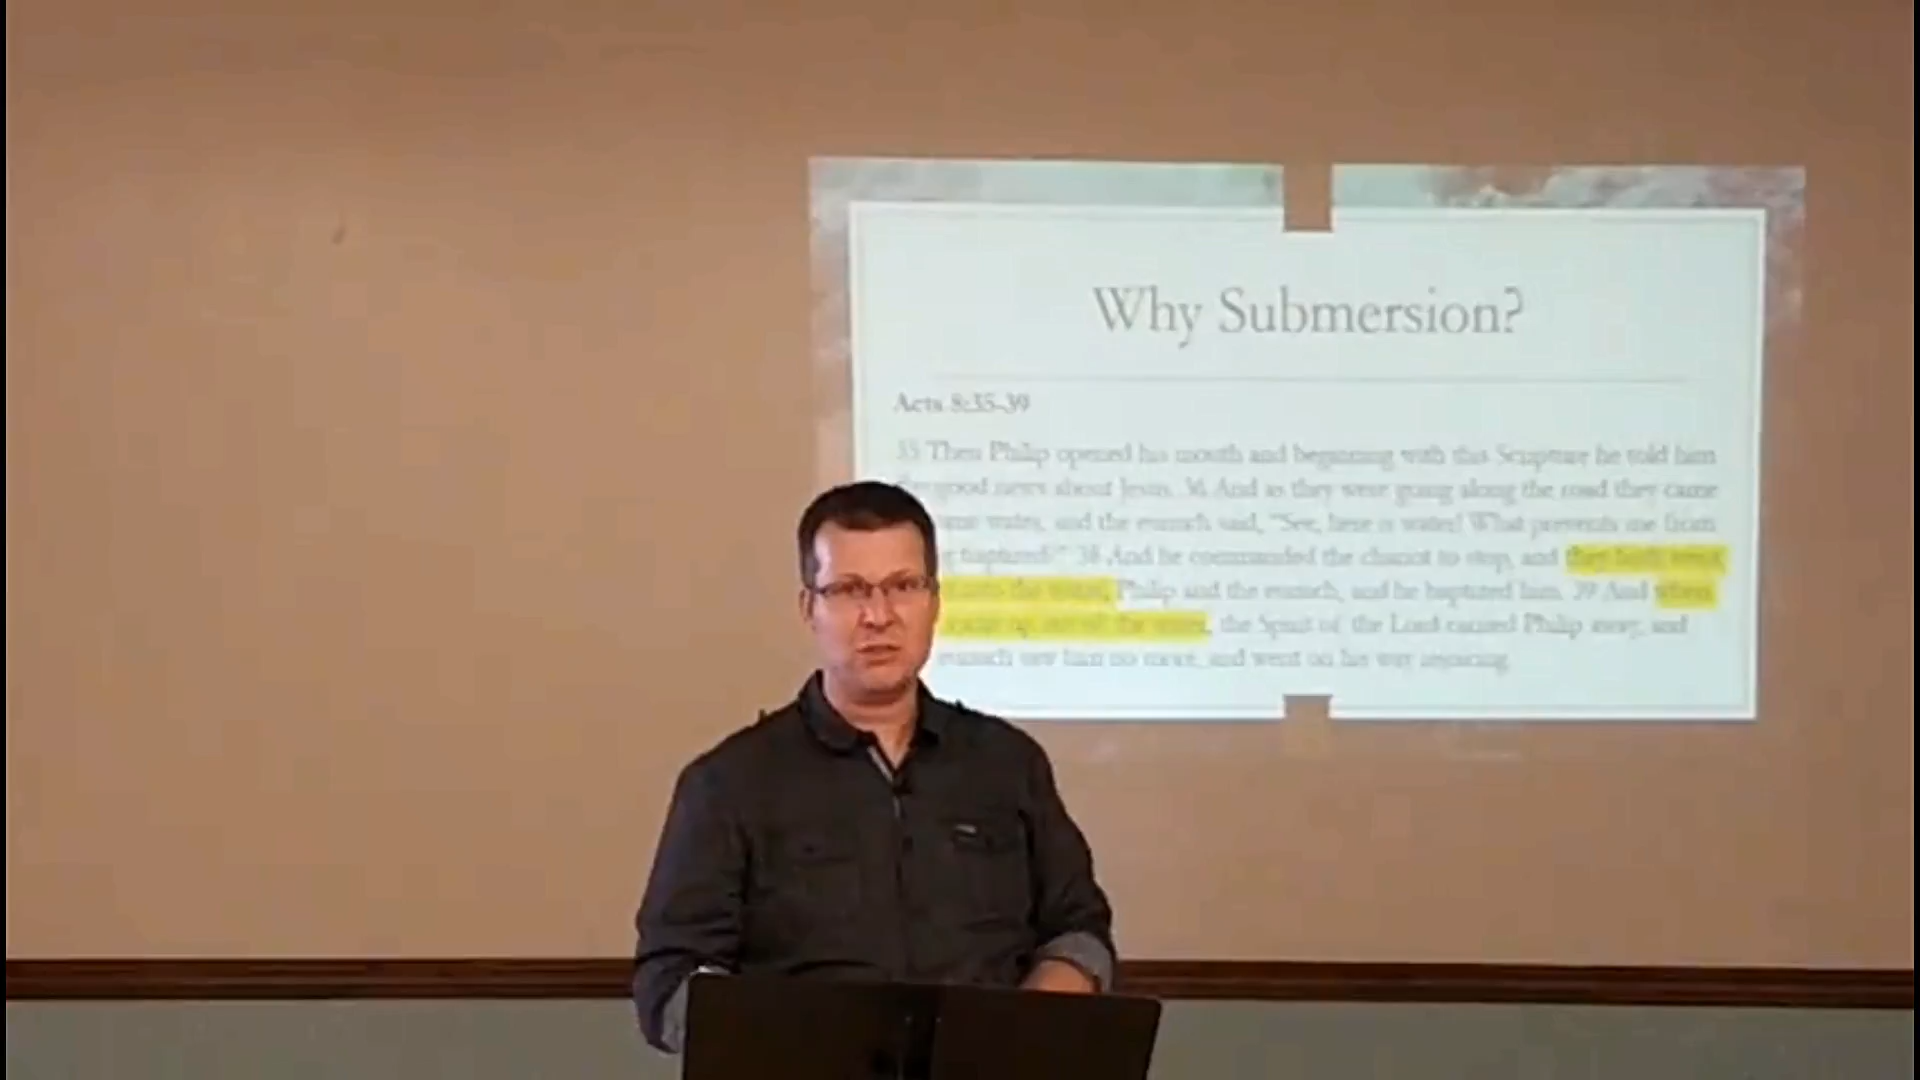 Why Submersion?
Acts 8:35-39
35 Then Philip opened his mouth and beginning with this Scripture he told him
good news about Jesus. 36 And as they were going along the road they came
water, and the eunuch said, "See, here is water! What prevents me from
baptized?" 38 And he commanded the chariot to stop, and they both went
into the water, Philip and the eunuch, and he baptized him. 39 And when
came up out of the water, the Spirit of the Lord carried Philip away, and
eunuch saw him no more, and went on his way rejoicing.